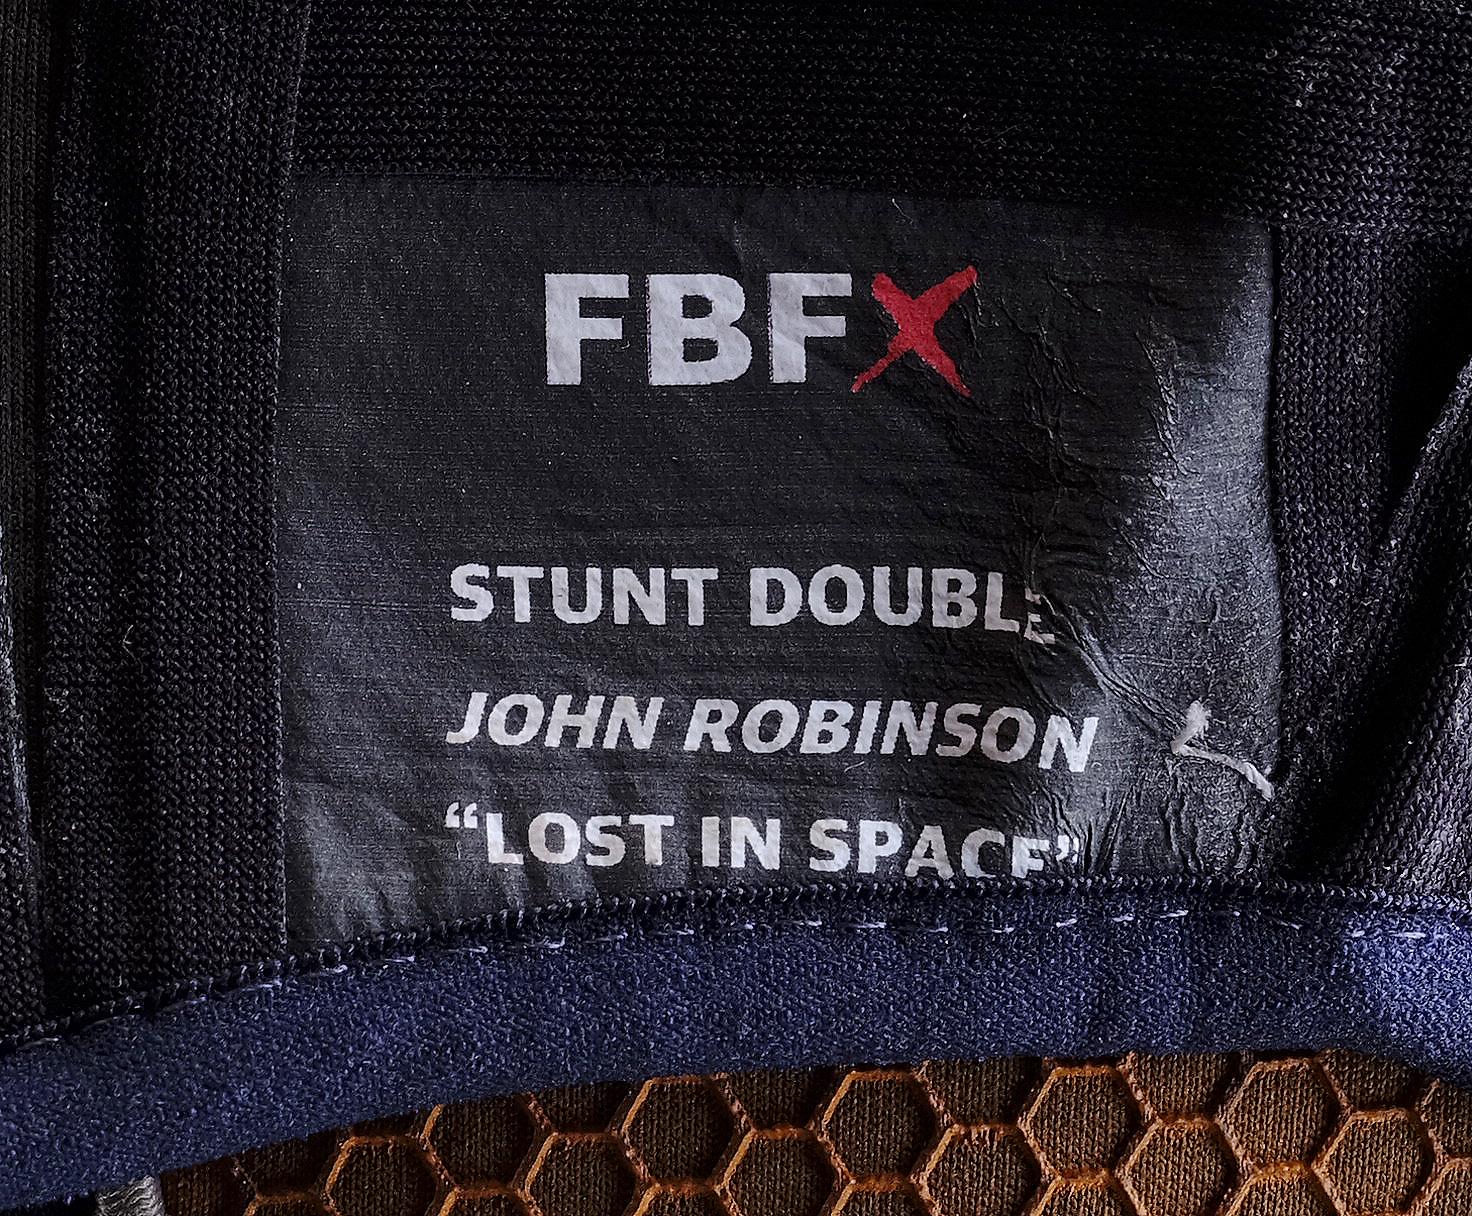 FBFX
STUNT DOUBLE
JOHN ROBINSON
“LOST IN SPACE”